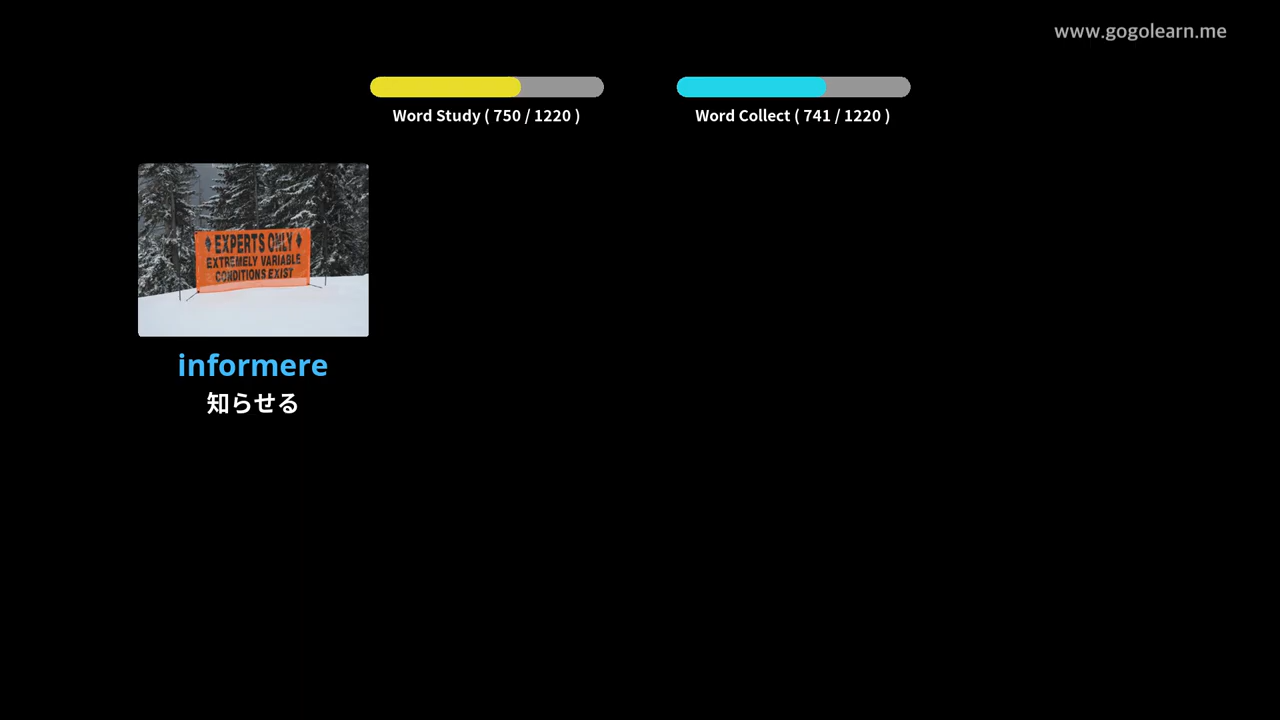 www.gogolearn.me
Word Study ( 750 / 1220 )
Word Collect ( 741 / 1220 )
EXPERTS ONLY
EXTREMELY VARIABLE
CONDITIONS EXIST
informere
知らせる